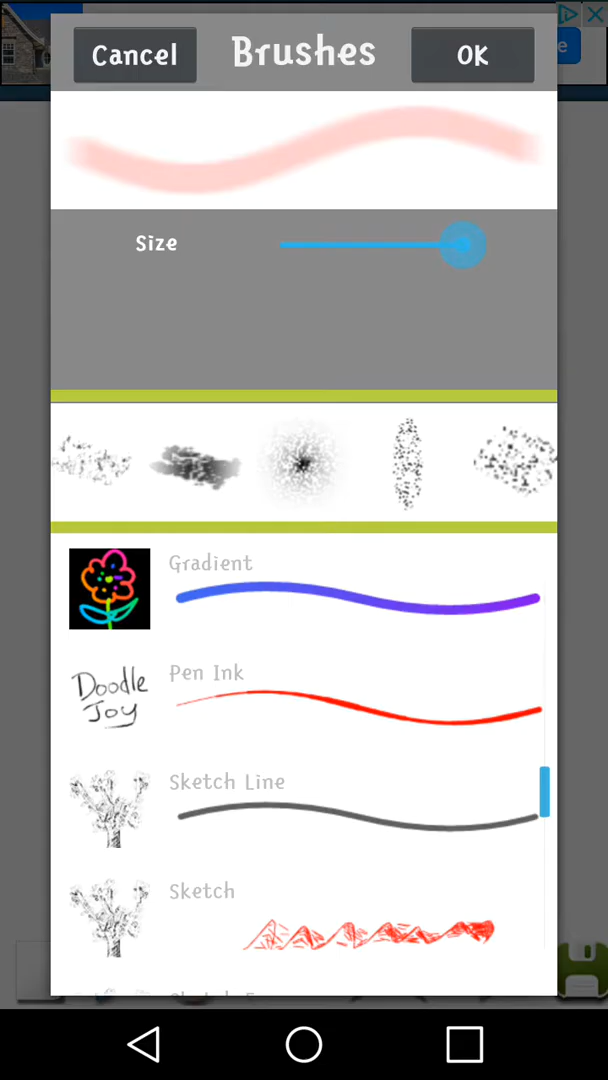 Cancel
Brushes
OK
e
Size
Gradient
Pen Ink
Doodle
Joy
Sketch Line
Sketch